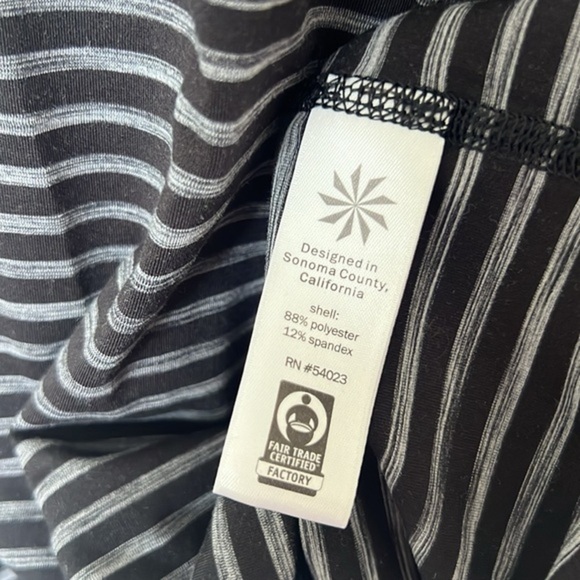 Designed in
Sonoma County,
California
shell:
88% polyester
12% spandex
RN #54023
FAIR TRADE
CERTIFIED
FACTORY